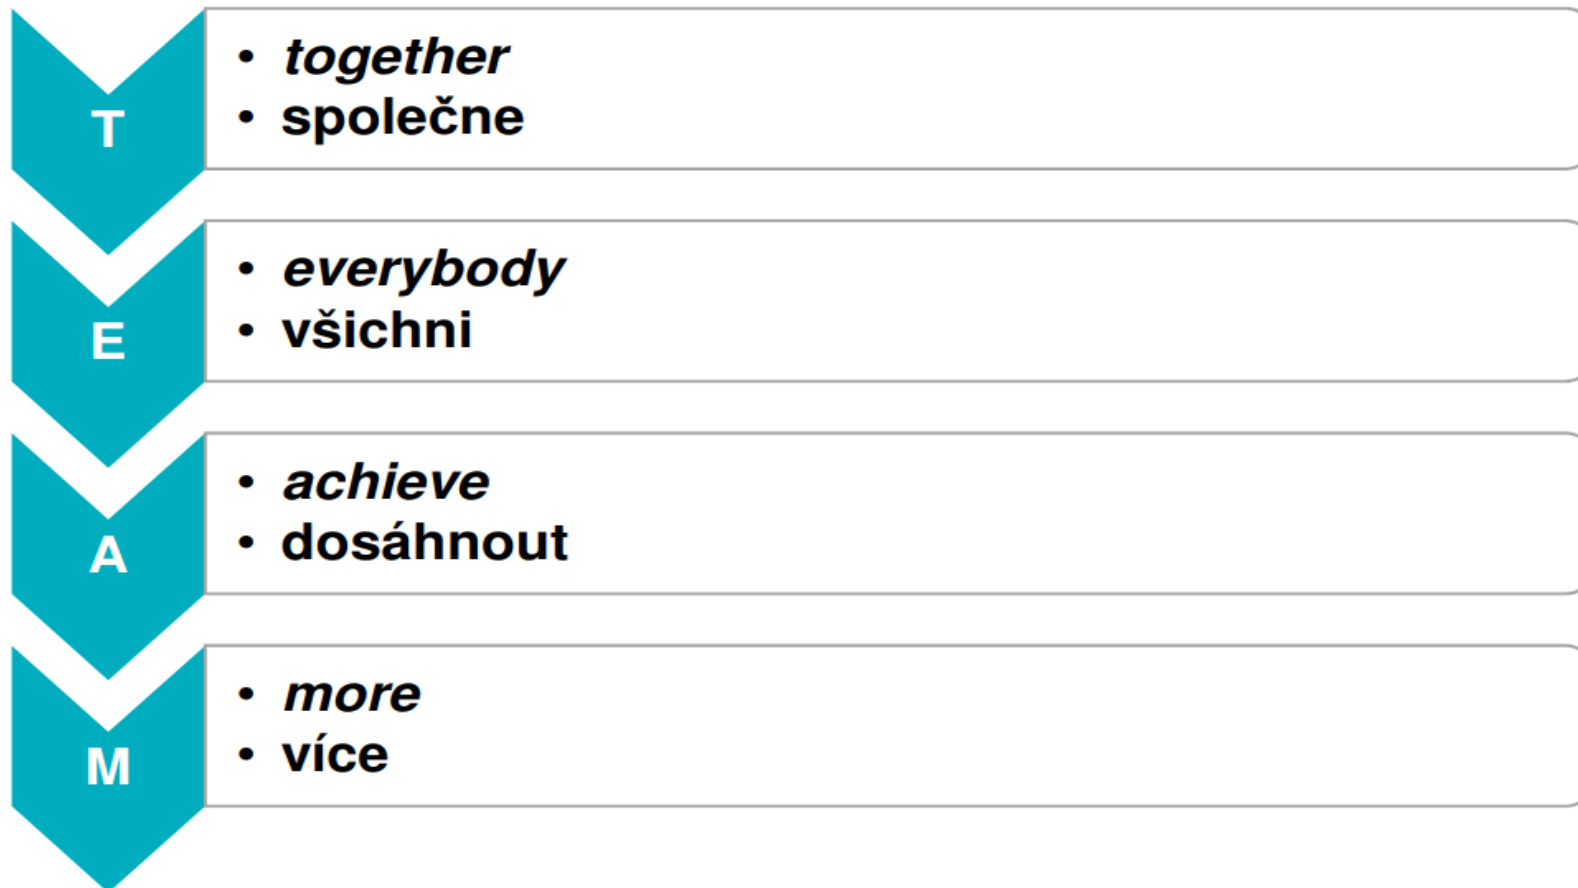 T
• together
• společne
E
• everybody
• všichni
A
• achieve
• dosáhnout
M
• more
• více